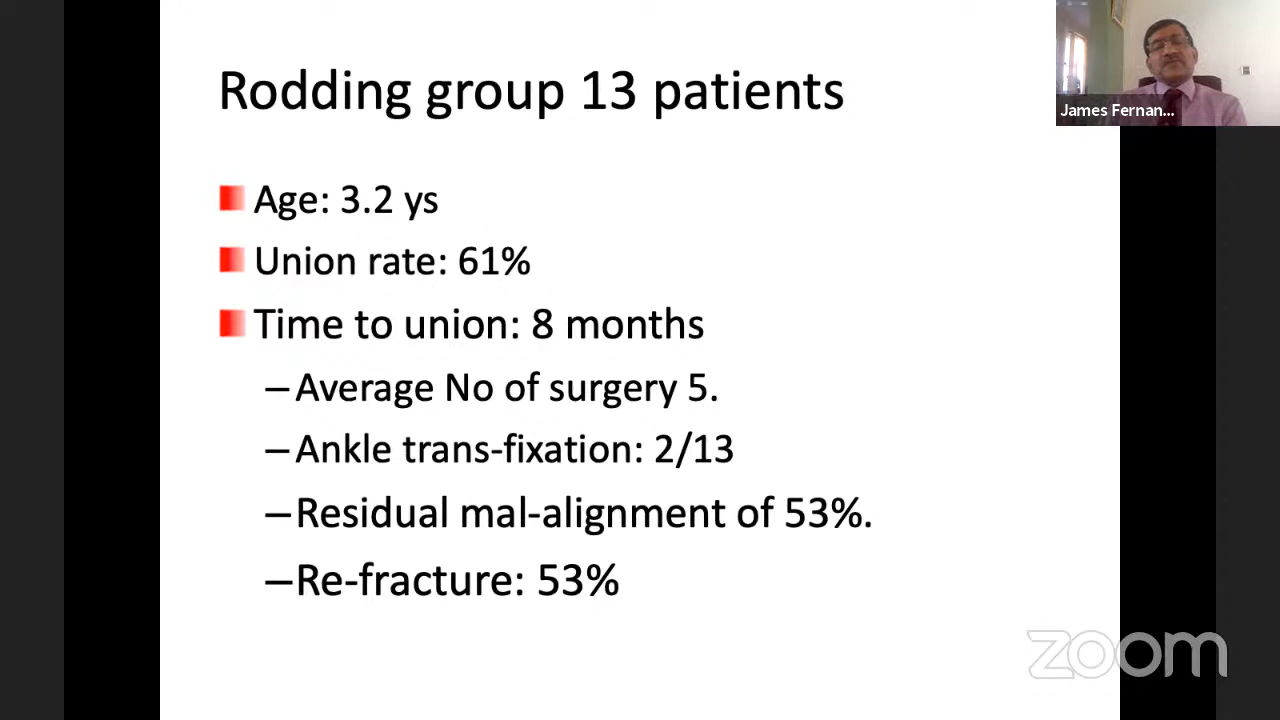 Rodding group 13 patients
James Fernan...
Age: 3.2 ys
Union rate: 61%
Time to union: 8 months
–Average No of surgery 5.
–Ankle trans-fixation: 2/13
–Residual mal-alignment of 53%.
–Re-fracture: 53%
zoom